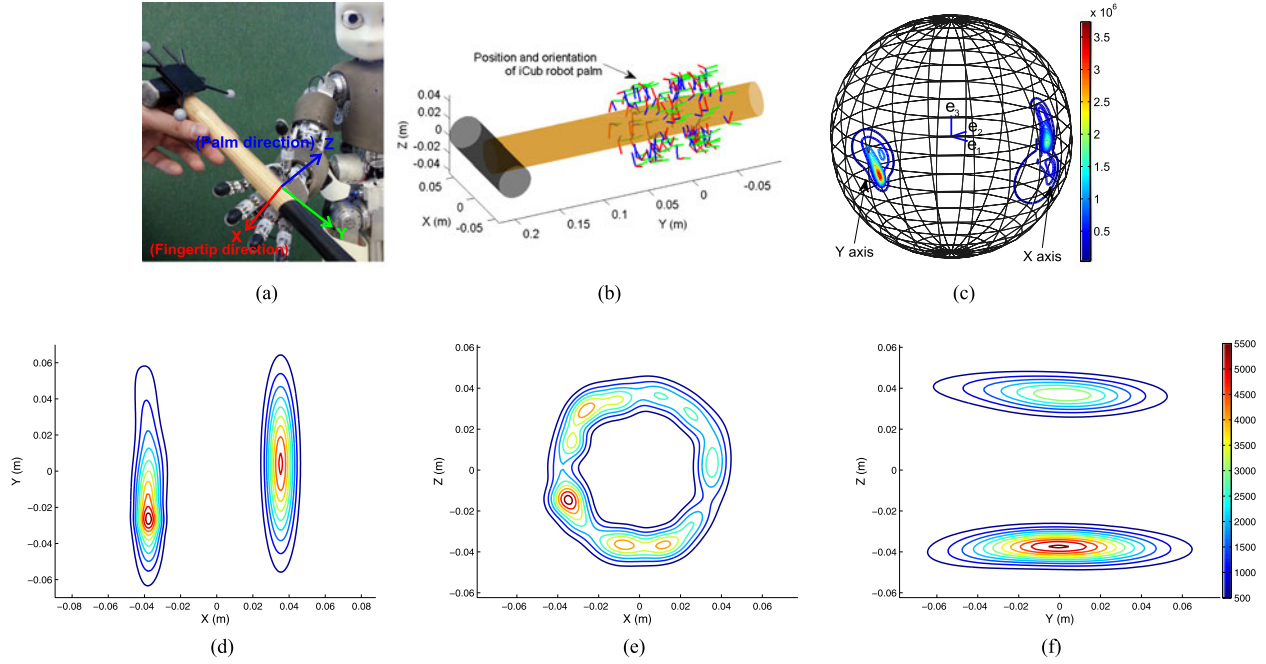 (Palm direction)
Z
X
Y
(Fingertip direction)
(a)
Position and orientation
of iCub robot palm
0.04
0.02
0
−0.02
−0.04
Z (m)
0.05
0
−0.05
X (m)
0.2
0.15
0.1
0.05
0
−0.05
Y (m)
(b)
e3
e2
e1
Y axis
X axis
x 10^6
3.5
3
2.5
2
1.5
1
0.5
(c)
0.06
0.04
0.02
0
−0.02
−0.04
−0.06
Y (m)
−0.08 −0.06 −0.04 −0.02 0 0.02 0.04 0.06 0.08
X (m)
(d)
0.06
0.04
0.02
0
−0.02
−0.04
−0.06
Z (m)
−0.06 −0.04 −0.02 0 0.02 0.04 0.06
X (m)
(e)
0.06
0.04
0.02
0
−0.02
−0.04
−0.06
Z (m)
−0.06 −0.04 −0.02 0 0.02 0.04 0.06
Y (m)
5500
5000
4500
4000
3500
3000
2500
2000
1500
1000
500
(f)